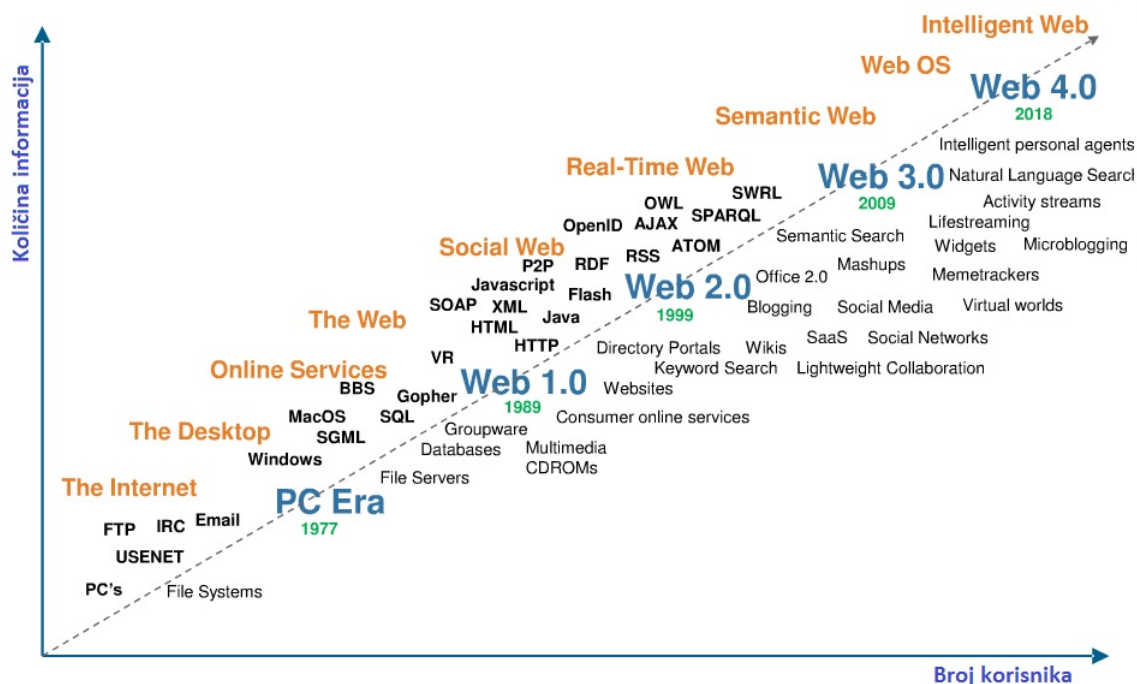 Intelligent Web
Web OS
Količina informacija
Web 4.0
2018
Semantic Web
Intelligent personal agents
Real-Time Web
Web 3.0
Natural Language Search
2009
SWRL
OWL
Activity streams
SPARQL
OpenID
AJAX
Lifestreaming
Semantic Search
Social Web
ATOM
Widgets
Microblogging
RSS
P2P
RDF
Mashups
Office 2.0
Memetrackers
Javascript
Web 2.0
Flash
SOAP
XML
Blogging
Social Media
Virtual worlds
The Web
Java
1999
HTML
SaaS
Social Networks
HTTP
Directory Portals
Wikis
VR
Keyword Search
Lightweight Collaboration
Online Services
Web 1.0
BBS
Websites
Gopher
1989
MacOS
SQL
Consumer online services
The Desktop
SGML
Groupware
Databases
Multimedia
CDROMs
Windows
File Servers
The Internet
PC Era
1977
FTP
IRC
Email
USENET
PC's
File Systems
Broj korisnika